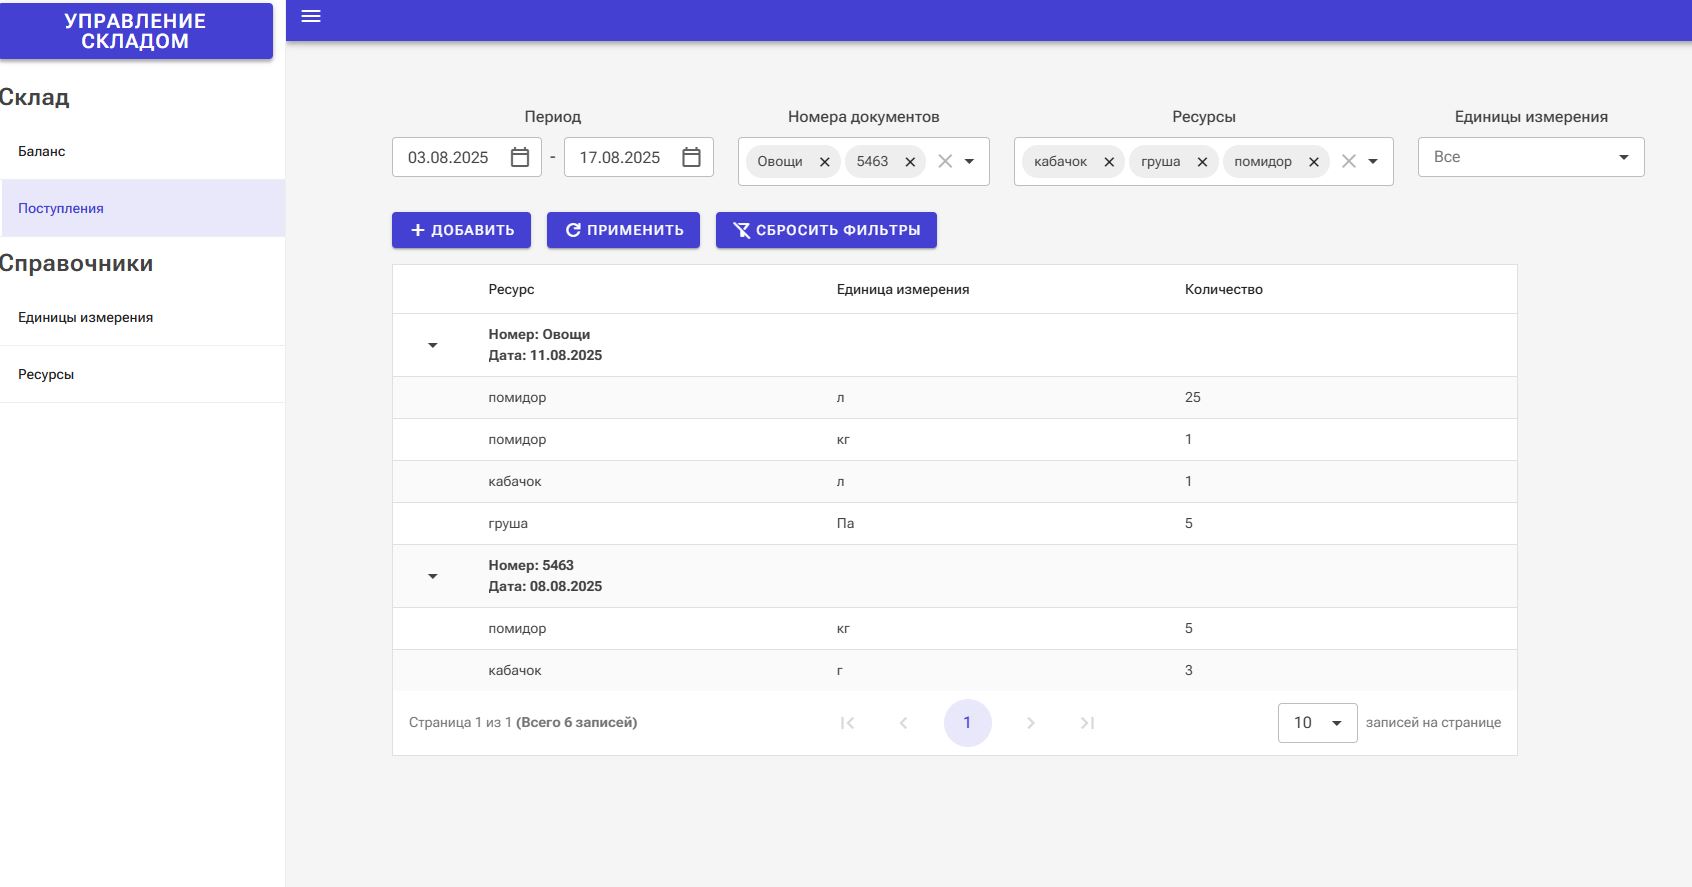 УПРАВЛЕНИЕ
СКЛАДОМ
Склад
Баланс
Поступления
Справочники
Единицы измерения
Ресурсы
Период
Номера документов
Ресурсы
Единицы измерения
03.08.2025 - 17.08.2025
Овощи 5463
кабачок груша помидор
Все
ДОБАВИТЬ
ПРИМЕНИТЬ
СБРОСИТЬ ФИЛЬТРЫ
Ресурс Единица измерения Количество
Номер: Овощи
Дата: 11.08.2025
помидор л 25
помидор кг 1
кабачок л 1
груша Па 5
Номер: 5463
Дата: 08.08.2025
помидор кг 5
кабачок г 3
Страница 1 из 1 (Всего 6 записей) 1 10 записей на странице